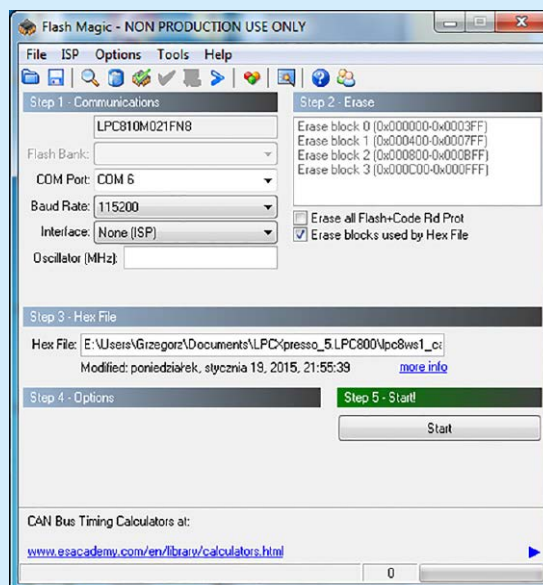 Flash Magic - NON PRODUCTION USE ONLY
File ISP Options Tools Help
Step 1 - Communications
LPC810M021FN8
Flash Bank:
COM Port: COM 6
Baud Rate: 115200
Interface: None (ISP)
Oscillator (MHz):
Step 2 - Erase
Erase block 0 (0x000000-0x0003FF)
Erase block 1 (0x000400-0x0007FF)
Erase block 2 (0x000800-0x000BFF)
Erase block 3 (0x000C00-0x000FFF)
Erase all Flash+Code Rd Prot
Erase blocks used by Hex File
Step 3 - Hex File
Hex File: E:\Users\Grzegorz\Documents\LPCXpresso_5.LPC800\lpc8ws1_ca
Modified: poniedziałek, stycznia 19, 2015, 21:55:39 more info
Step 4 - Options
Step 5 - Start!
Start
CAN Bus Timing Calculators at:
www.esacademy.com/en/library/calculators.html
0